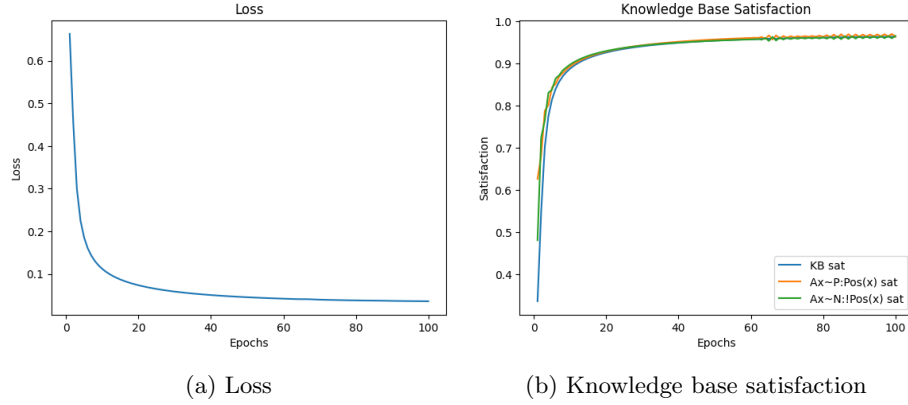 Loss
0.6
0.5
0.4
0.3
0.2
0.1
Loss
0 20 40 60 80 100
Epochs
(a) Loss
Knowledge Base Satisfaction
1.0
0.9
0.8
0.7
0.6
0.5
0.4
Satisfaction
KB sat
Ax~P:Pos(x) sat
Ax~N:!Pos(x) sat
0 20 40 60 80 100
Epochs
(b) Knowledge base satisfaction